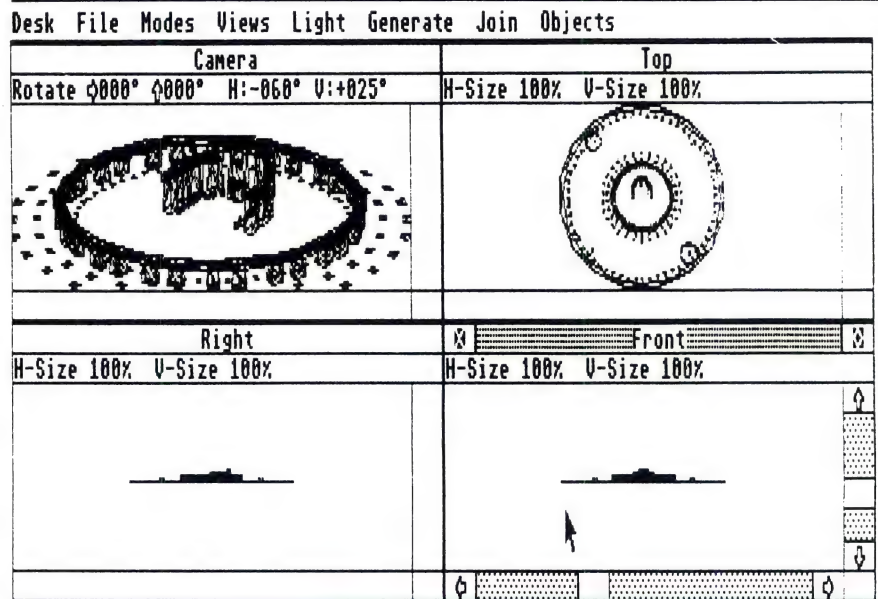 Desk File Modes Views Light Generate Join Objects
Camera
Rotate ⇨000° ⇧000° H:-060° V:+025°
Top
H-Size 100% V-Size 100%
Right
H-Size 100% V-Size 100%
Front
H-Size 100% V-Size 100%